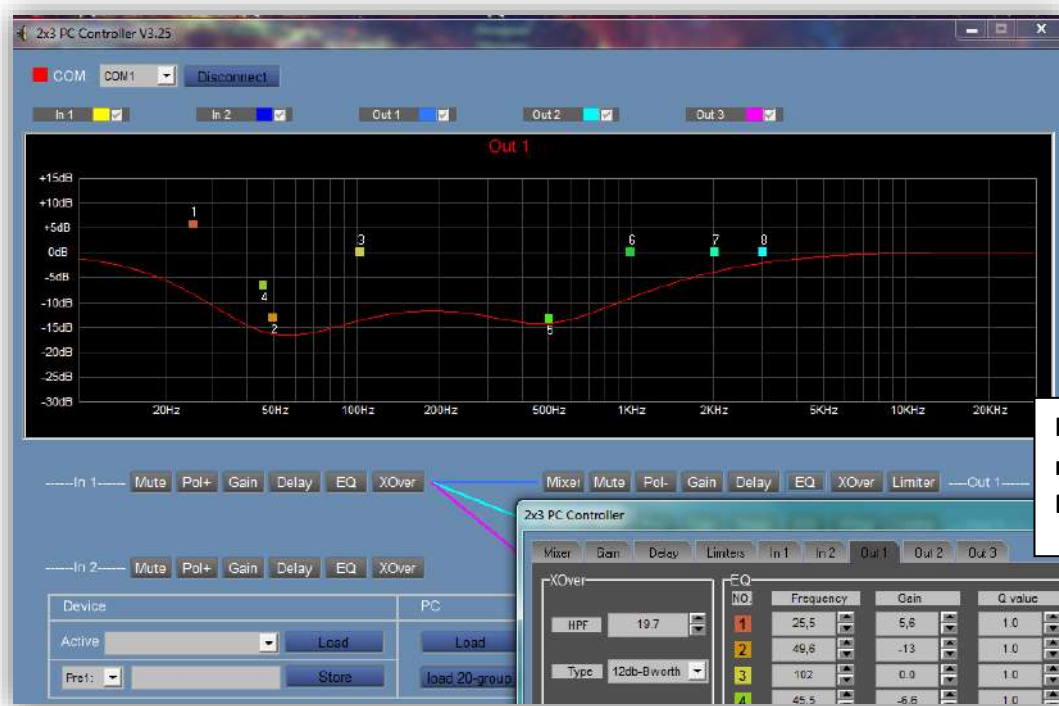 2x3 PC Controller V3.25
COM COM1 Disconnect
In 1 In 2 Out 1 Out 2 Out 3
Out 1
+15dB
+10dB
+5dB
0dB
-5dB
-10dB
-15dB
-20dB
-25dB
-30dB
1
3 6 7 8
4
2 5
20Hz 50Hz 100Hz 200Hz 500Hz 1KHz 2KHz 5KHz 10KHz 20KHz
------In 1------ Mute Pol+ Gain Delay EQ XOver Mixer Mute Pol- Gain Delay EQ XOver Limiter ----Out 1-----
2x3 PC Controller
Mixer Gain Delay Limiters In 1 In 2 Out 1 Out 2 Out 3
----In 2------ Mute Pol+ Gain Delay EQ XOver
XOver EQ
NO. Frequency Gain Q value
Device PC
HPF 19.7 1 25,5 5,6 1.0
Active Load Load
2 49,6 -13 1.0
Type 12db-Bworth 3 102 0.0 1.0
Pre1: Store load 20-group
4 45.5 -6.6 1.0